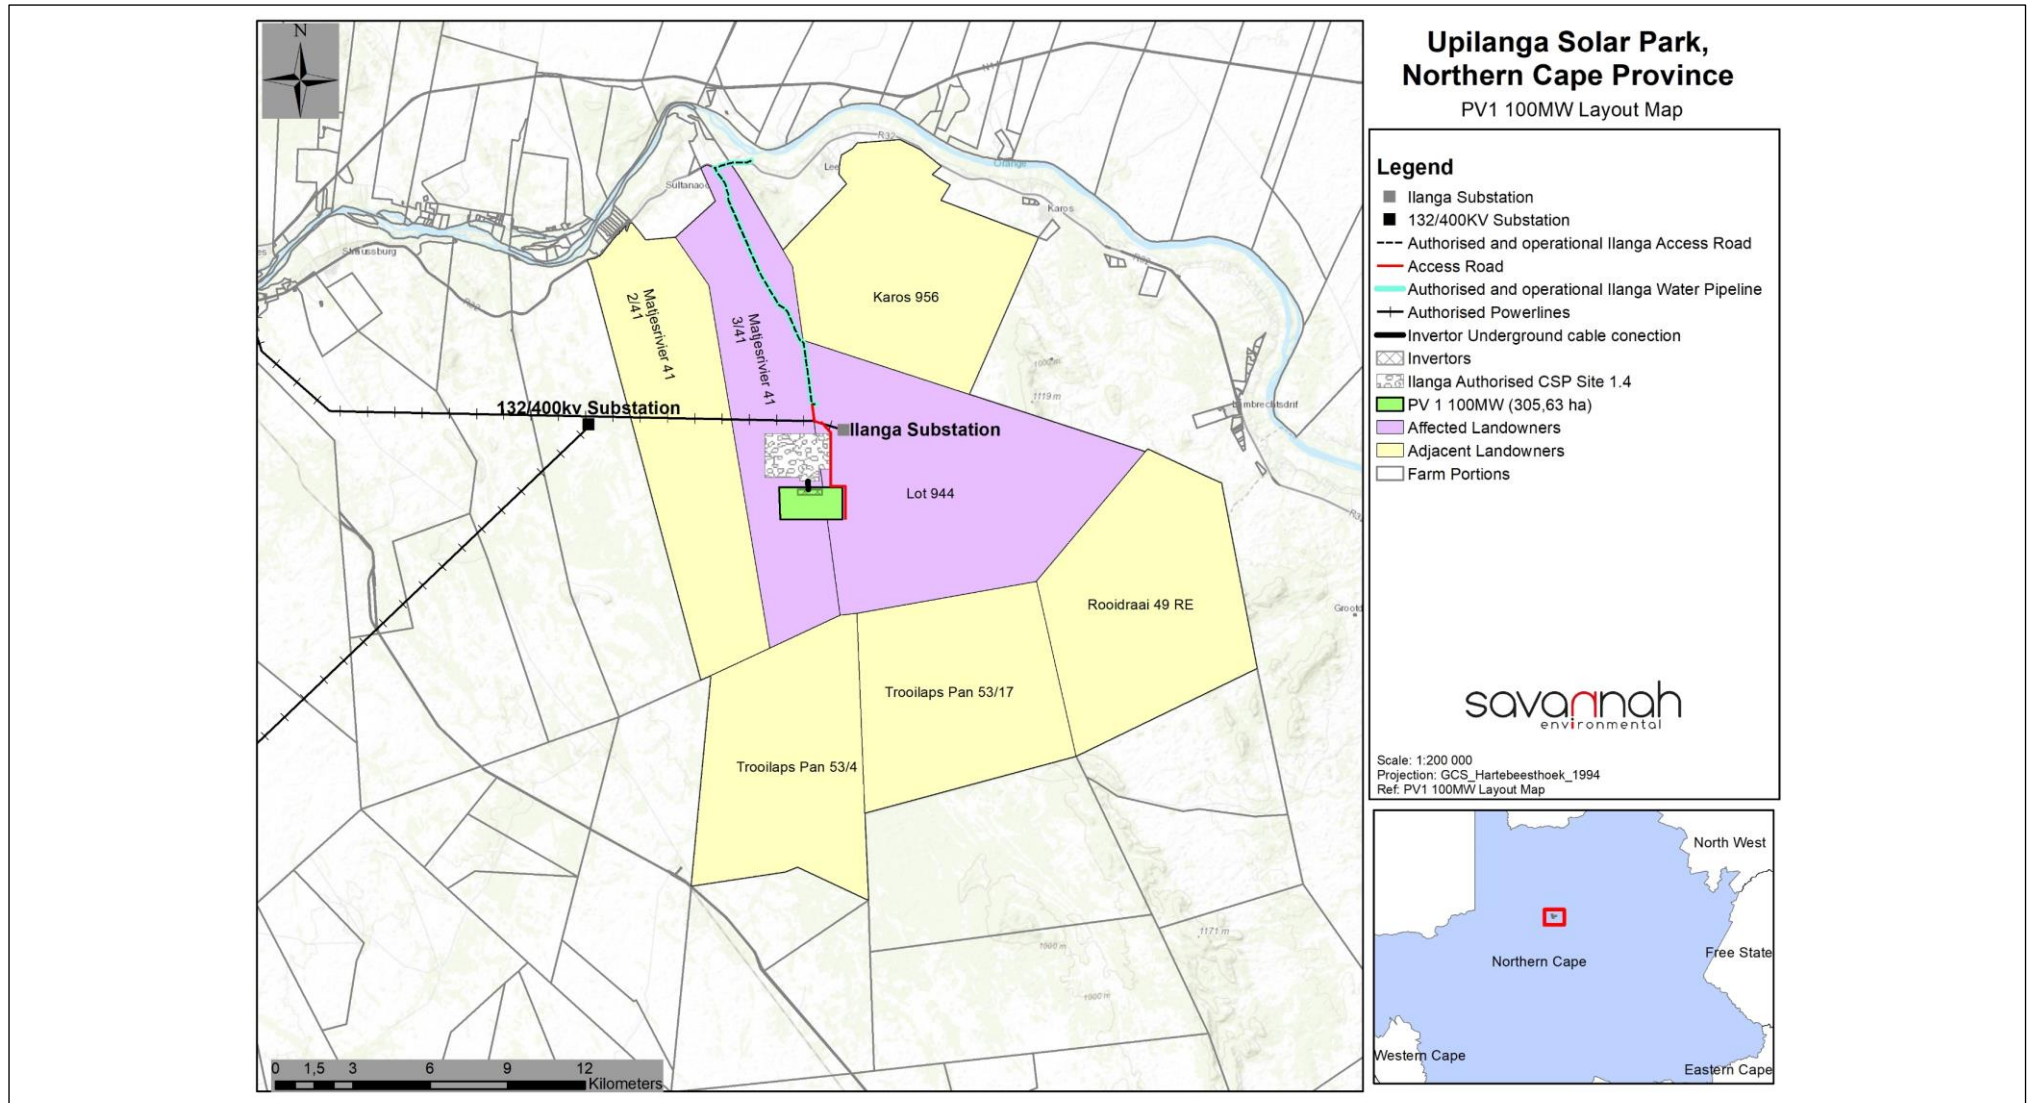 Upilanga Solar Park,
Northern Cape Province
PV1 100MW Layout Map
Legend
Ilanga Substation
132/400KV Substation
Authorised and operational Ilanga Access Road
Access Road
Authorised and operational Ilanga Water Pipeline
Authorised Powerlines
Invertor Underground cable conection
Invertors
Ilanga Authorised CSP Site 1.4
PV 1 100MW (305,63 ha)
Affected Landowners
Adjacent Landowners
Farm Portions
savannah
environmental
Scale: 1:200 000
Projection: GCS_Hartebeesthoek_1994
Ref: PV1 100MW Layout Map
North West
Free State
Northern Cape
Western Cape
Eastern Cape
N
R32
Orange
Lee
Karos
Straussburg
Karos 956
Matjesrivier 41
2/41
Matjesrivier 41
3/41
1119 m
132/400kv Substation
Ilanga Substation
Lot 944
Rooidraai 49 RE
Trooilaps Pan 53/17
Trooilaps Pan 53/4
Grootd
1171 m
0 1,5 3 6 9 12
Kilometers